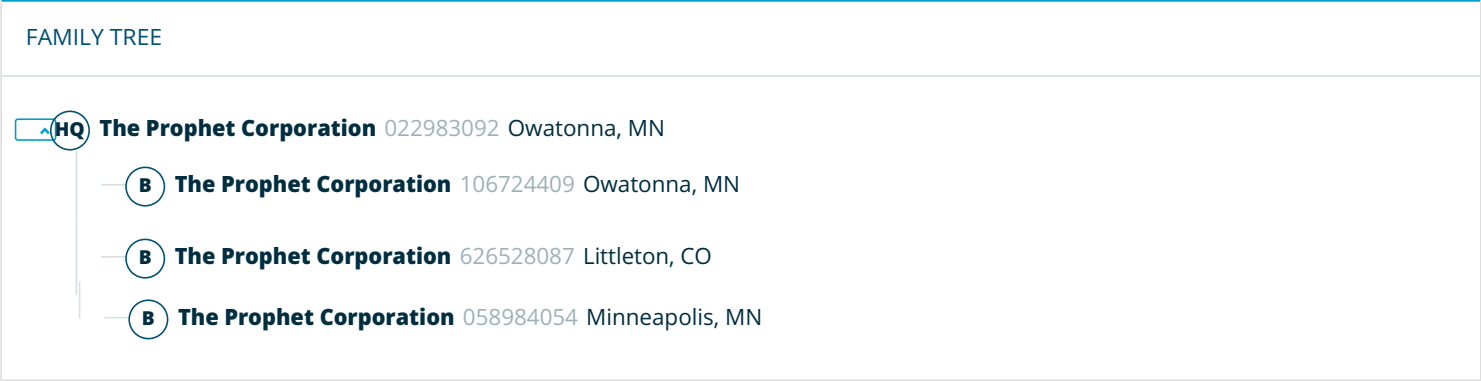 FAMILY TREE
HQ The Prophet Corporation 022983092 Owatonna, MN
B The Prophet Corporation 106724409 Owatonna, MN
B The Prophet Corporation 626528087 Littleton, CO
B The Prophet Corporation 058984054 Minneapolis, MN